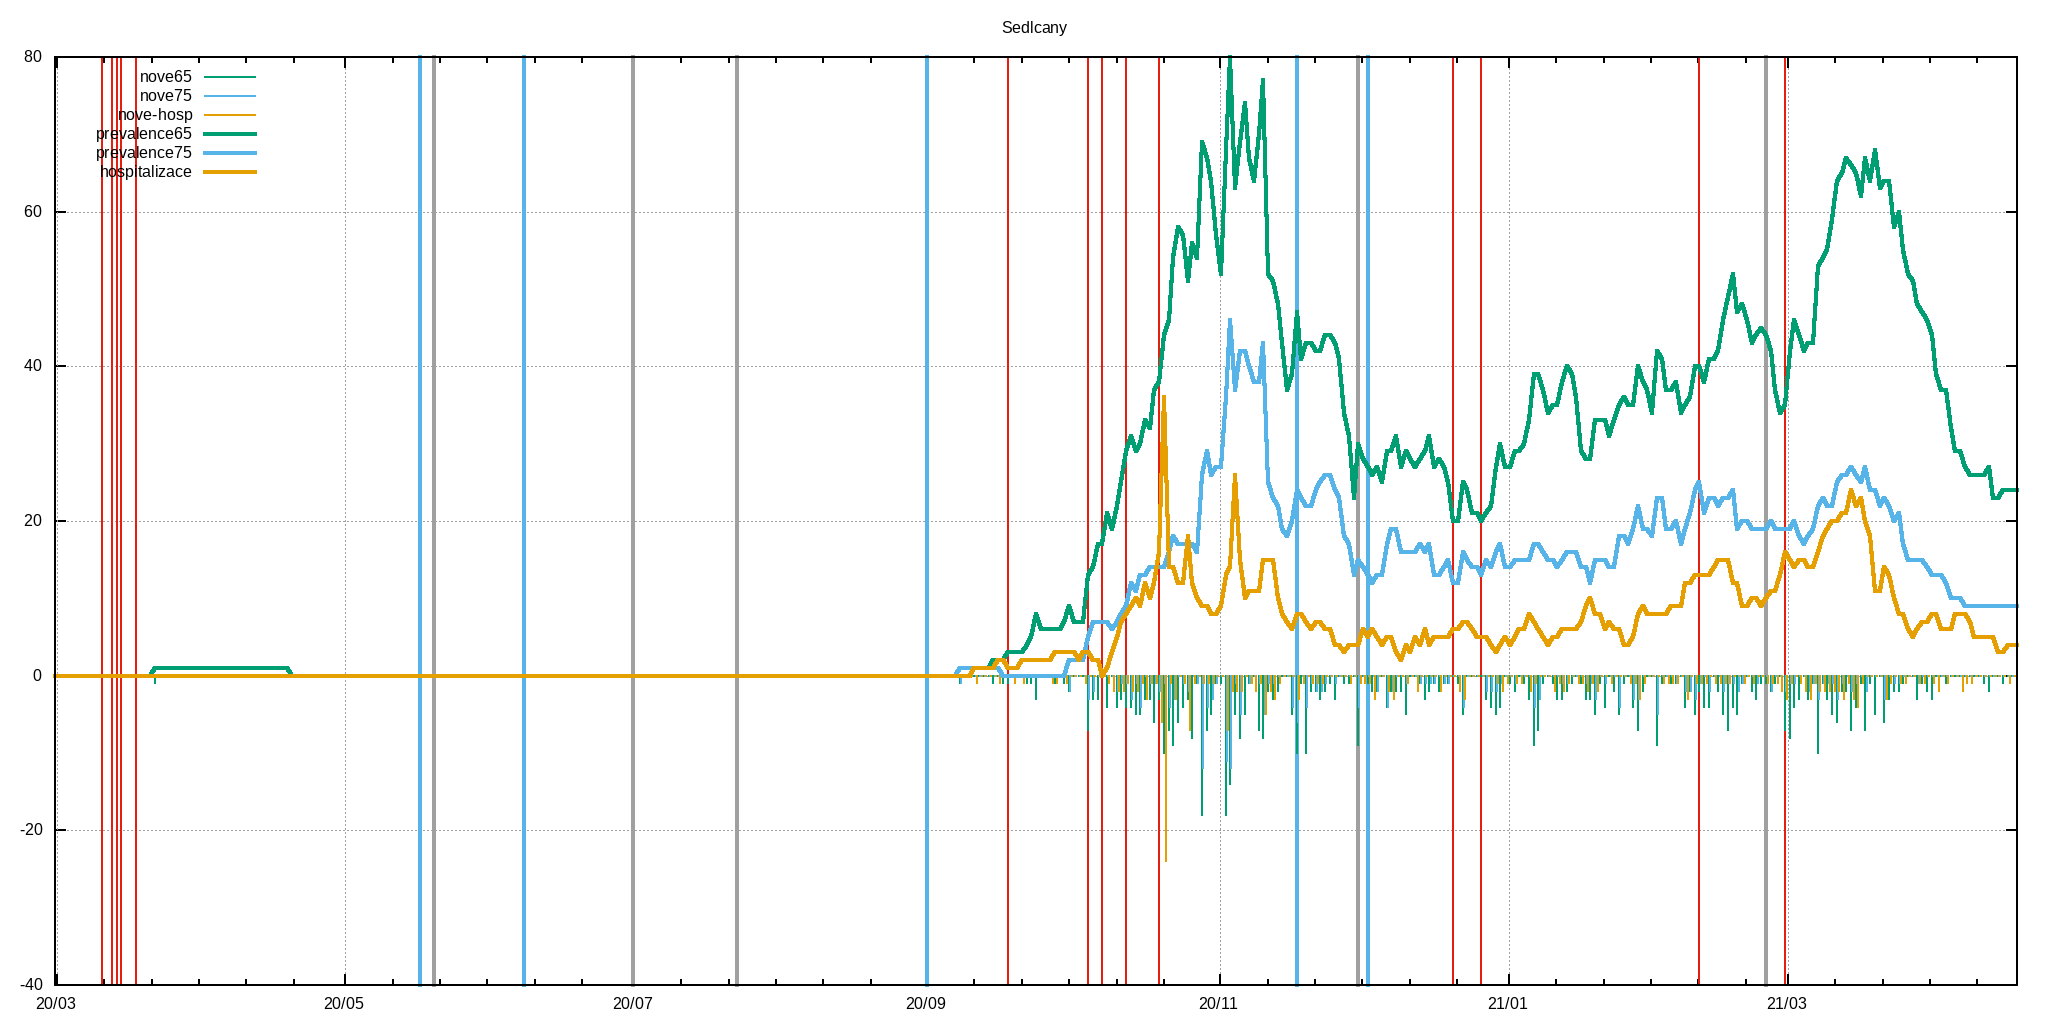 Sedlcany
80
nove65
nove75
nove-hosp
prevalence65
prevalence75
hospitalizace
60
40
20
0
-20
-40
20/03 20/05 20/07 20/09 20/11 21/01 21/03